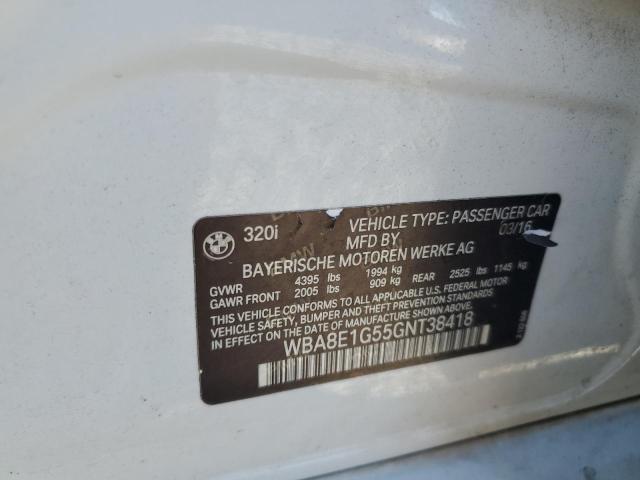 320i VEHICLE TYPE: PASSENGER CAR
MFD BY. 03/16
BAYERISCHE MOTOREN WERKE AG
GVWR 4395 lbs 1994 kg
GAWR FRONT 2005 lbs 909 kg REAR 2525 lbs 1145 kg
THIS VEHICLE CONFORMS TO ALL APPLICABLE U.S. FEDERAL MOTOR
VEHICLE SAFETY, BUMPER, AND THEFT PREVENTION STANDARDS
IN EFFECT ON THE DATE OF MANUFACTURE SHOWN ABOVE.
WBA8E1G55GNT38418